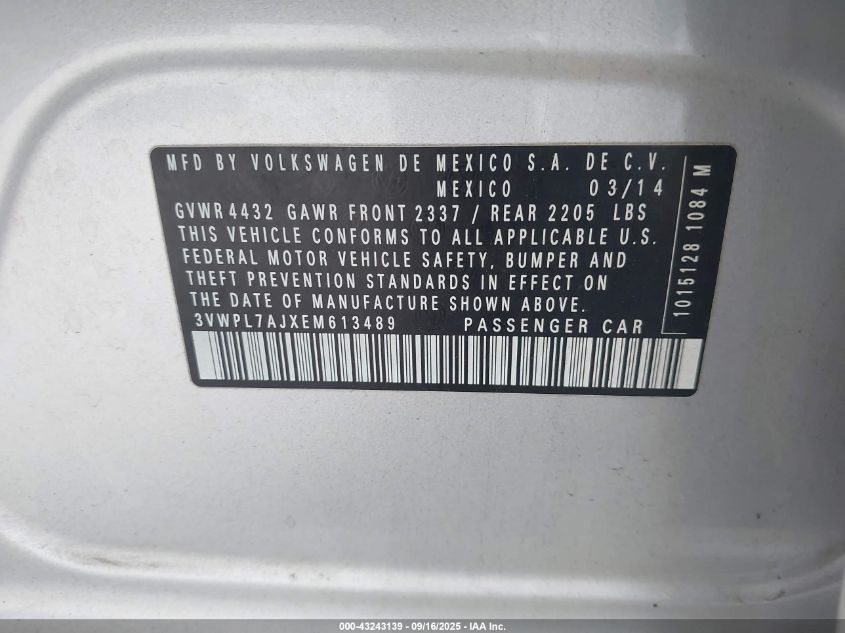 MFD BY VOLKSWAGEN DE MEXICO S.A. DE C.V.
MEXICO 03/14
GVWR 4432 GAWR FRONT 2337 / REAR 2205 LBS
THIS VEHICLE CONFORMS TO ALL APPLICABLE U.S.
FEDERAL MOTOR VEHICLE SAFETY, BUMPER AND
THEFT PREVENTION STANDARDS IN EFFECT ON
THE DATE OF MANUFACTURE SHOWN ABOVE.
3VWPL7AJXEM613489 PASSENGER CAR
1015128 1084 M
000-43243139 - 09/16/2025 - IAA Inc.